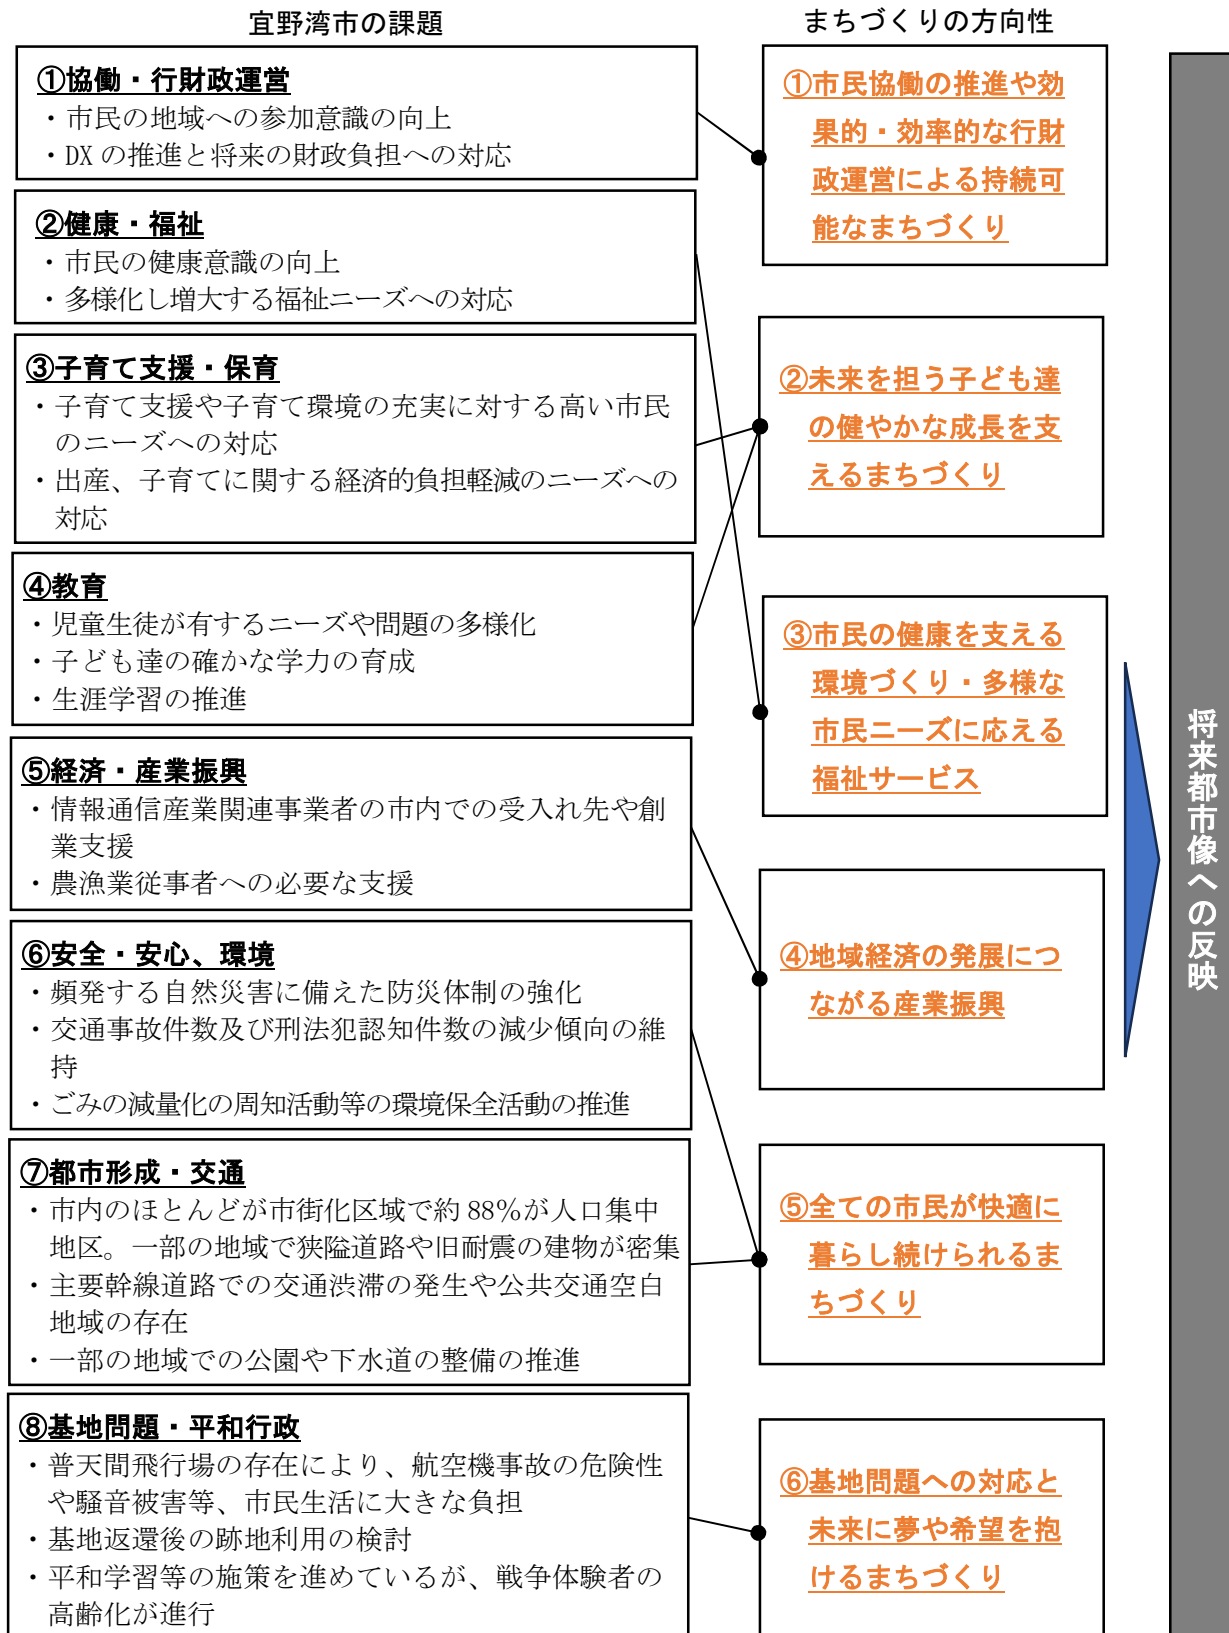 宜野湾市の課題
①協働・行財政運営
・市民の地域への参加意識の向上
・DXの推進と将来の財政負担への対応
②健康・福祉
・市民の健康意識の向上
・多様化し増大する福祉ニーズへの対応
③子育て支援・保育
・子育て支援や子育て環境の充実に対する高い市民
のニーズへの対応
・出産、子育てに関する経済的負担軽減のニーズへの
対応
④教育
・児童生徒が有するニーズや問題の多様化
・子ども達の確かな学力の育成
・生涯学習の推進
⑤経済・産業振興
・情報通信産業関連事業者の市内での受入れ先や創
業支援
・農漁業従事者への必要な支援
⑥安全・安心、環境
・頻発する自然災害に備えた防災体制の強化
・交通事故件数及び刑法犯認知件数の減少傾向の維
持
・ごみの減量化の周知活動等の環境保全活動の推進
⑦都市形成・交通
・市内のほとんどが市街化区域で約88％が人口集中
地区。一部の地域で狭隘道路や旧耐震の建物が密集
・主要幹線道路での交通渋滞の発生や公共交通空白
地域の存在
・一部の地域での公園や下水道の整備の推進
⑧基地問題・平和行政
・普天間飛行場の存在により、航空機事故の危険性
や騒音被害等、市民生活に大きな負担
・基地返還後の跡地利用の検討
・平和学習等の施策を進めているが、戦争体験者の
高齢化が進行
まちづくりの方向性
①市民協働の推進や効
果的・効率的な行財
政運営による持続可
能なまちづくり
②未来を担う子ども達
の健やかな成長を支
えるまちづくり
③市民の健康を支える
環境づくり・多様な
市民ニーズに応える
福祉サービス
④地域経済の発展につ
ながる産業振興
⑤全ての市民が快適に
暮らし続けられるま
ちづくり
⑥基地問題への対応と
未来に夢や希望を抱
けるまちづくり
将来都市像への反映